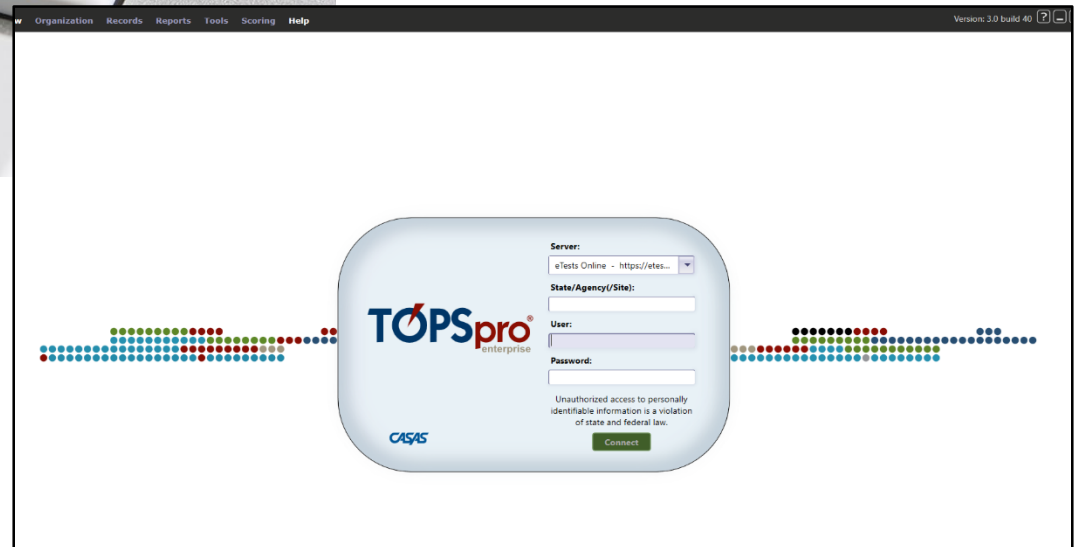 w Organization Records Reports Tools Scoring Help Version: 3.0 build 40 ?
Server:
eTests Online - https://etes...
State/Agency(/Site):
User:
Password:
TOPSpro®
enterprise
Unauthorized access to personally
identifiable information is a violation
of state and federal law.
CASAS
Connect